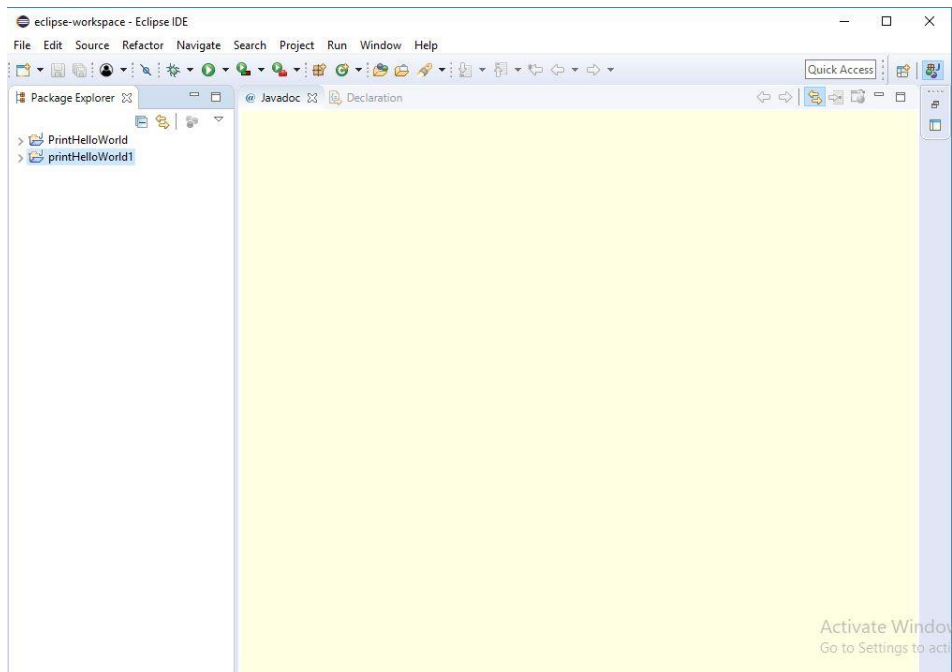 eclipse-workspace - Eclipse IDE
File Edit Source Refactor Navigate Search Project Run Window Help
Quick Access
Package Explorer
@ Javadoc Declaration
PrintHelloWorld
printHelloWorld1
Activate Window
Go to Settings to acti